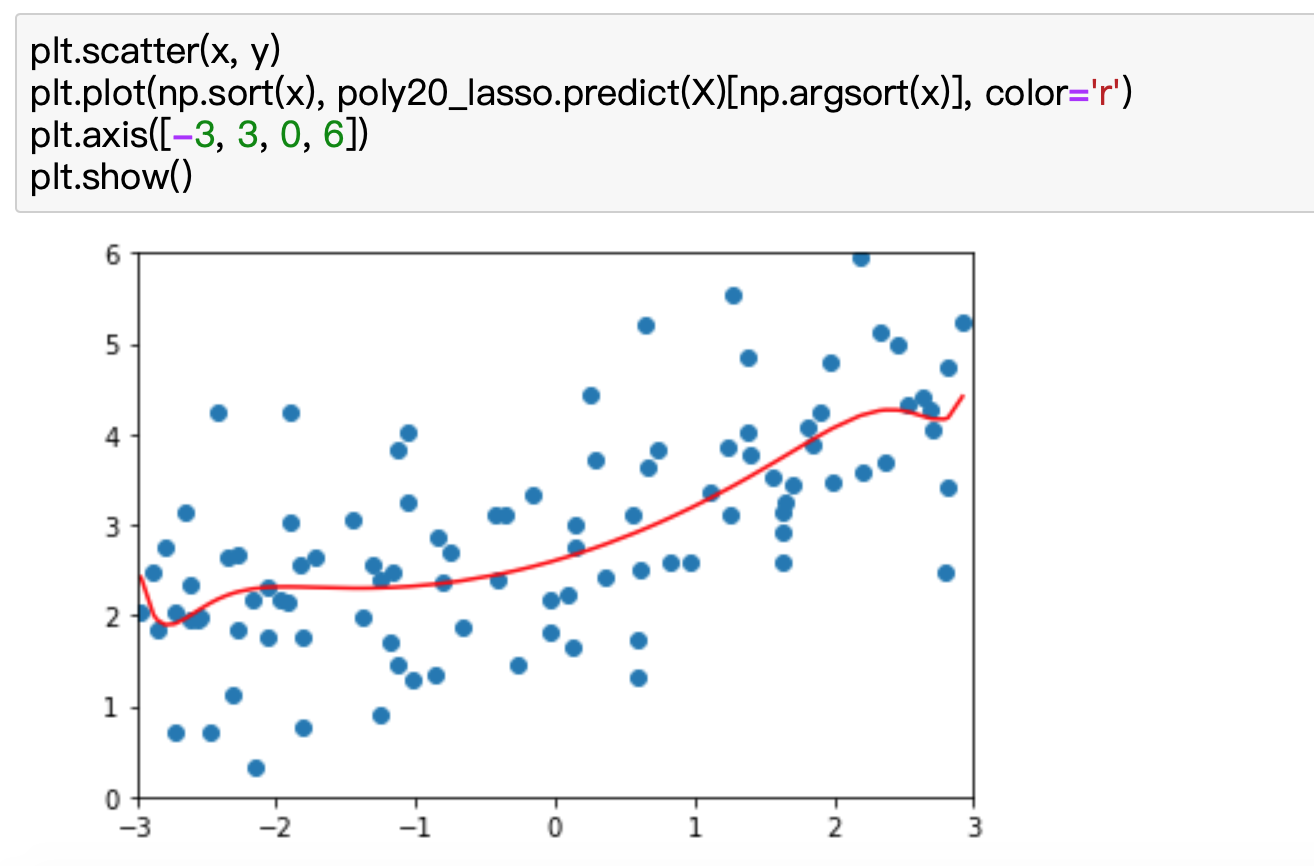 plt.scatter(x, y)
plt.plot(np.sort(x), poly20_lasso.predict(X)[np.argsort(x)], color='r')
plt.axis([-3, 3, 0, 6])
plt.show()
6
5
4
3
2
1
0
−3 −2 −1 0 1 2 3